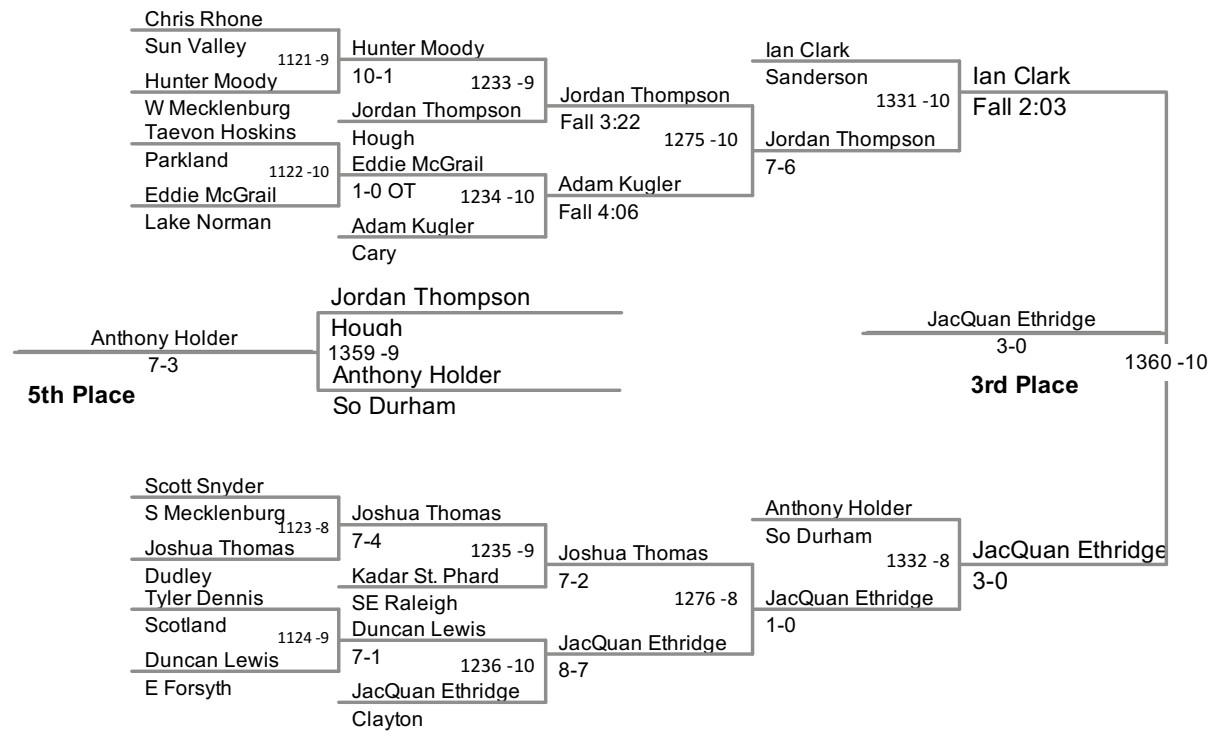 Chris Rhone
Sun Valley
1121 -9
Hunter Moody
W Mecklenburg
Taevon Hoskins
Parkland
1122 -10
Eddie McGrail
Lake Norman
Hunter Moody
10-1
1233 -9
Jordan Thompson
Hough
Eddie McGrail
1-0 OT
1234 -10
Adam Kugler
Cary
Jordan Thompson
Fall 3:22
1275 -10
Adam Kugler
Fall 4:06
Ian Clark
Sanderson
1331 -10
Jordan Thompson
7-6
Ian Clark
Fall 2:03
Jordan Thompson
Hough
1359 -9
Anthony Holder
So Durham
Anthony Holder
7-3
5th Place
JacQuan Ethridge
3-0
1360 -10
3rd Place
Scott Snyder
S Mecklenburg
1123 -8
Joshua Thomas
Dudley
Tyler Dennis
Scotland
1124 -9
Duncan Lewis
E Forsyth
Joshua Thomas
7-4
1235 -9
Kadar St. Phard
SE Raleigh
Duncan Lewis
7-1
1236 -10
JacQuan Ethridge
Clayton
Joshua Thomas
7-2
1276 -8
JacQuan Ethridge
8-7
Anthony Holder
So Durham
1332 -8
JacQuan Ethridge
1-0
JacQuan Ethridge
3-0